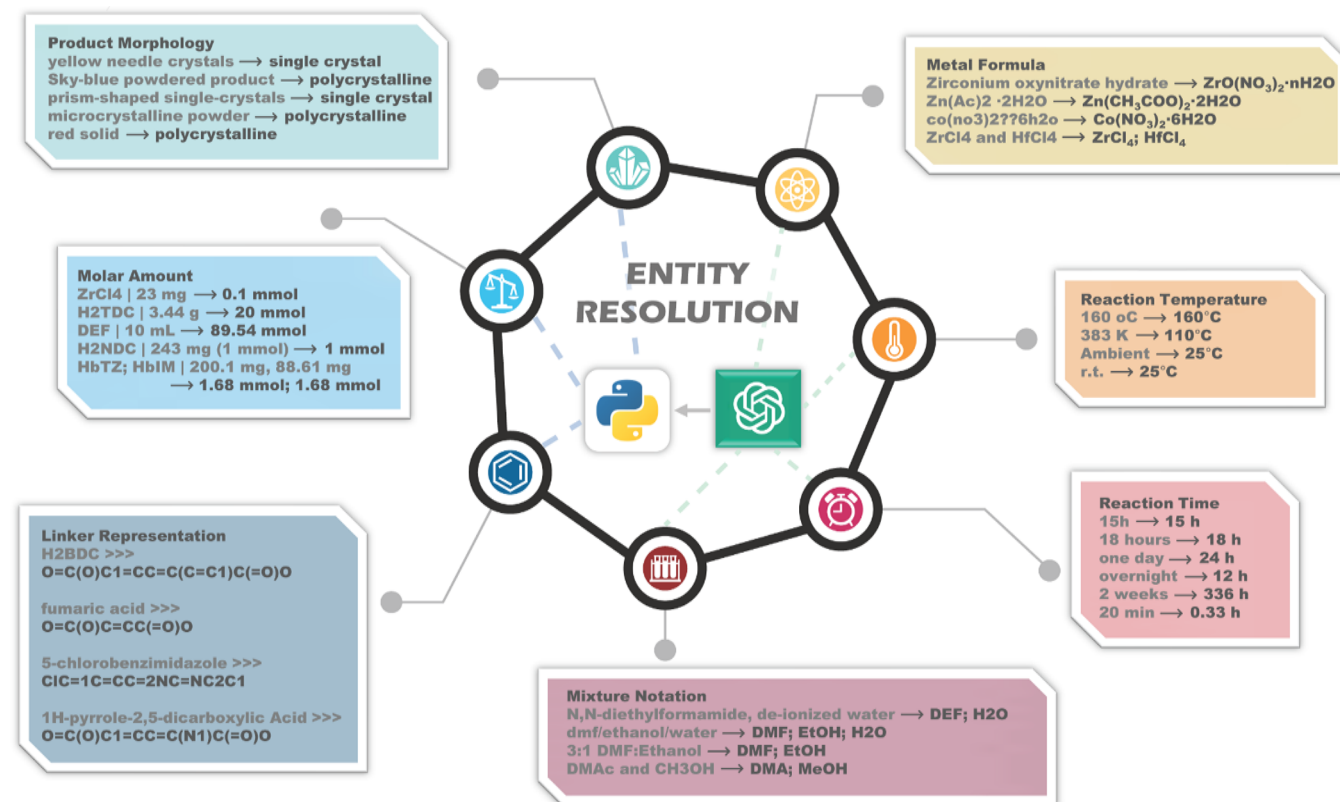 Product Morphology
yellow needle crystals → single crystal
Sky-blue powdered product → polycrystalline
prism-shaped single-crystals → single crystal
microcrystalline powder → polycrystalline
red solid → polycrystalline
Metal Formula
Zirconium oxynitrate hydrate → ZrO(NO₃)₂·nH2O
Zn(Ac)2 ·2H2O → Zn(CH₃COO)₂·2H2O
co(no3)2??6h2o → Co(NO₃)₂·6H2O
ZrCl4 and HfCl4 → ZrCl₄; HfCl₄
ENTITY
RESOLUTION
Molar Amount
ZrCl4 | 23 mg → 0.1 mmol
H2TDC | 3.44 g → 20 mmol
DEF | 10 mL → 89.54 mmol
H2NDC | 243 mg (1 mmol) → 1 mmol
HbTZ; HbIM | 200.1 mg, 88.61 mg
→ 1.68 mmol; 1.68 mmol
Reaction Temperature
160 oC → 160°C
383 K → 110°C
Ambient → 25°C
r.t. → 25°C
Linker Representation
H2BDC >>>
O=C(O)C1=CC=C(C=C1)C(=O)O
fumaric acid >>>
O=C(O)C=CC(=O)O
5-chlorobenzimidazole >>>
ClC=1C=CC=2NC=NC2C1
1H-pyrrole-2,5-dicarboxylic Acid >>>
O=C(O)C1=CC=C(N1)C(=O)O
Reaction Time
15h → 15 h
18 hours → 18 h
one day → 24 h
overnight → 12 h
2 weeks → 336 h
20 min → 0.33 h
Mixture Notation
N,N-diethylformamide, de-ionized water → DEF; H2O
dmf/ethanol/water → DMF; EtOH; H2O
3:1 DMF:Ethanol → DMF; EtOH
DMAc and CH3OH → DMA; MeOH